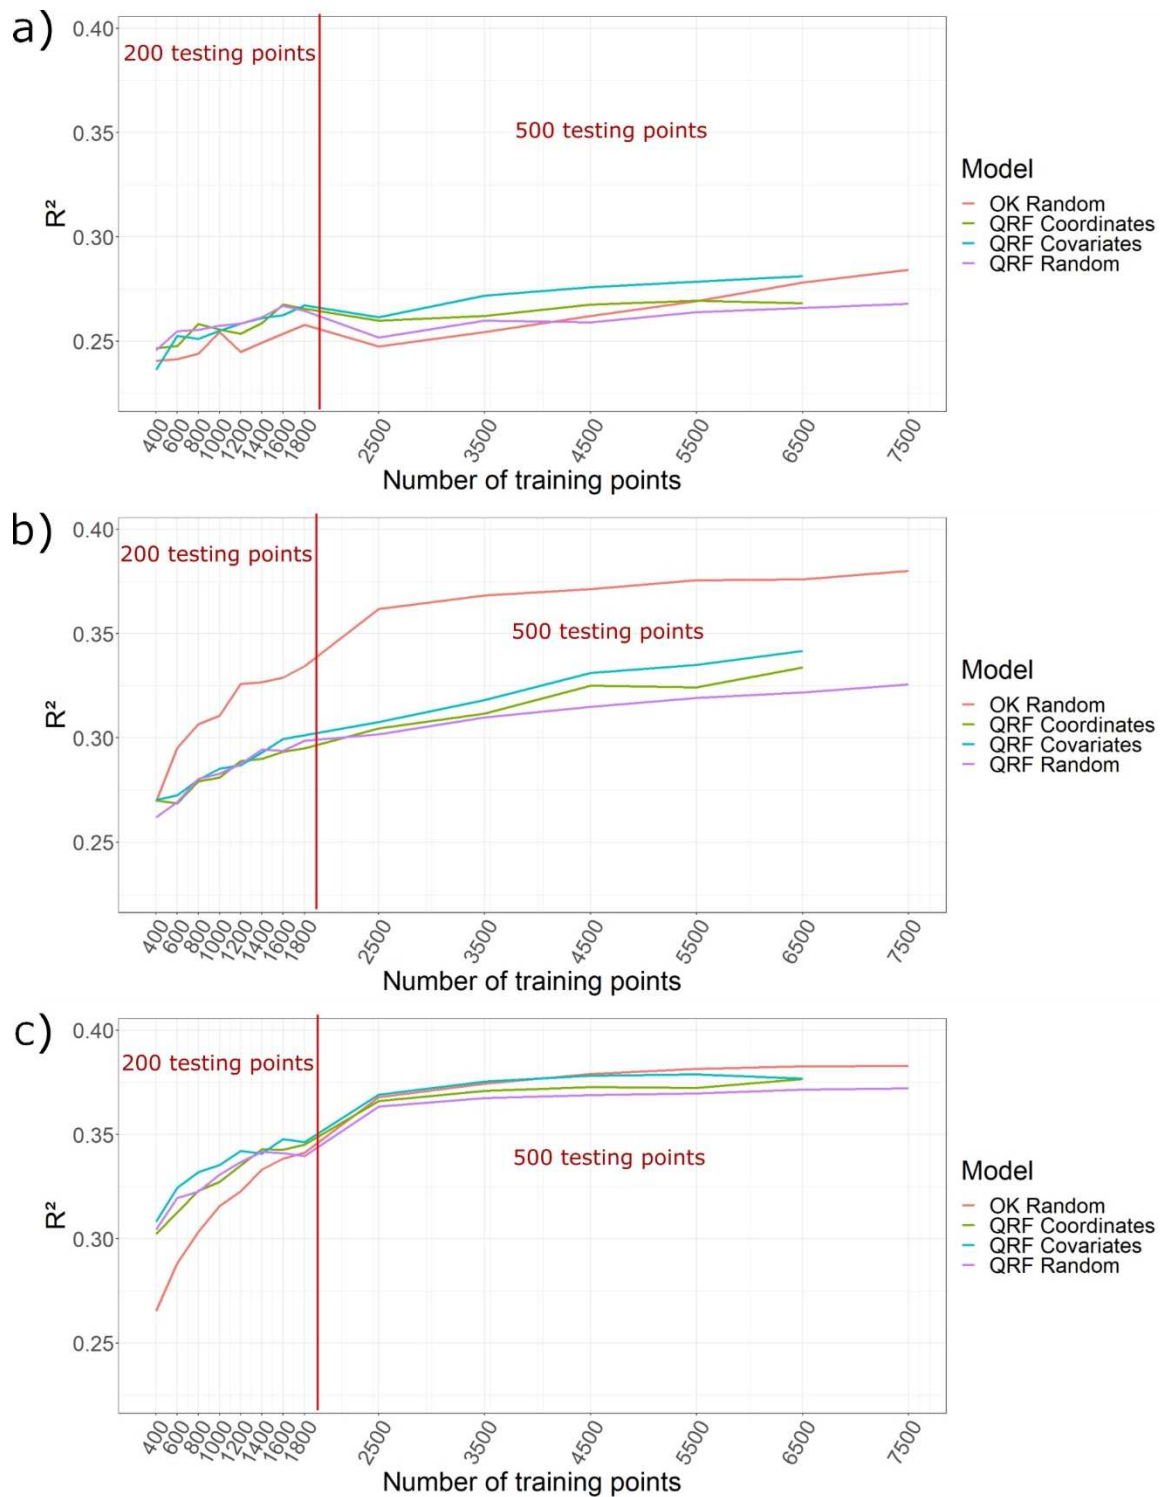 a)
0.40
200 testing points
500 testing points
0.35
R²
0.30
0.25
400 600 800 1000 1200 1400 1600 1800 2500 3500 4500 5500 6500 7500
Number of training points
Model
OK Random
QRF Coordinates
QRF Covariates
QRF Random
b)
0.40
200 testing points
500 testing points
0.35
R²
0.30
0.25
400 600 800 1000 1200 1400 1600 1800 2500 3500 4500 5500 6500 7500
Number of training points
Model
OK Random
QRF Coordinates
QRF Covariates
QRF Random
c)
0.40
200 testing points
500 testing points
0.35
R²
0.30
0.25
400 600 800 1000 1200 1400 1600 1800 2500 3500 4500 5500 6500 7500
Number of training points
Model
OK Random
QRF Coordinates
QRF Covariates
QRF Random